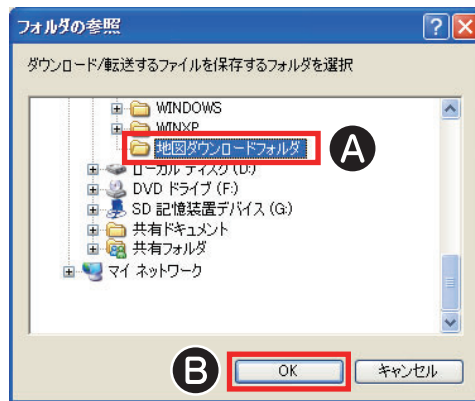 フォルダの参照
ダウンロード/転送するファイルを保存するフォルダを選択
WINDOWS
WINXP
地図ダウンロードフォルダ
A
ローカル ディスク (D:)
DVD ドライブ (F:)
SD 記憶装置デバイス (G:)
共有ドキュメント
共有フォルダ
マイ ネットワーク
B
OK
キャンセル